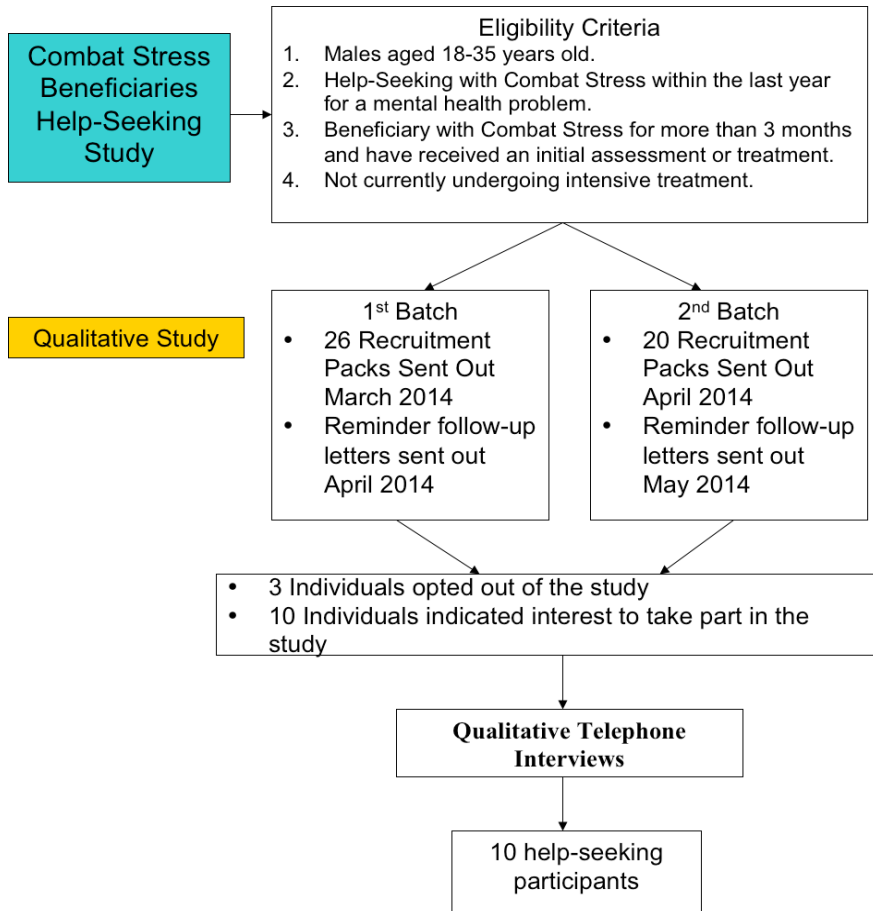 Combat Stress
Beneficiaries
Help-Seeking
Study
Eligibility Criteria
1. Males aged 18-35 years old.
2. Help-Seeking with Combat Stress within the last year
for a mental health problem.
3. Beneficiary with Combat Stress for more than 3 months
and have received an initial assessment or treatment.
4. Not currently undergoing intensive treatment.
Qualitative Study
1st Batch
• 26 Recruitment
Packs Sent Out
March 2014
• Reminder follow-up
letters sent out
April 2014
2nd Batch
• 20 Recruitment
Packs Sent Out
April 2014
• Reminder follow-up
letters sent out
May 2014
• 3 Individuals opted out of the study
• 10 Individuals indicated interest to take part in the
study
Qualitative Telephone
Interviews
10 help-seeking
participants